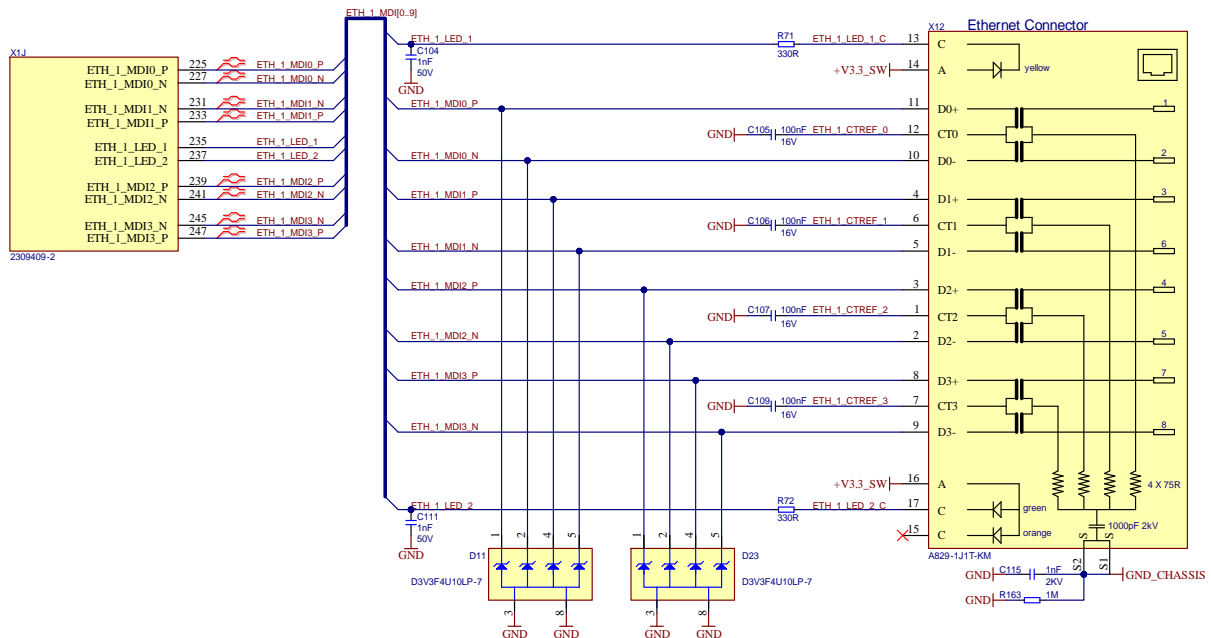 ETH_1_MDI[0..9]
X1J
ETH_1_MDI0_P 225 ETH_1_MDI0_P
ETH_1_MDI0_N 227 ETH_1_MDI0_N
ETH_1_MDI1_N 231 ETH_1_MDI1_N
ETH_1_MDI1_P 233 ETH_1_MDI1_P
ETH_1_LED_1 235 ETH_1_LED_1
ETH_1_LED_2 237 ETH_1_LED_2
ETH_1_MDI2_P 239 ETH_1_MDI2_P
ETH_1_MDI2_N 241 ETH_1_MDI2_N
ETH_1_MDI3_N 245 ETH_1_MDI3_N
ETH_1_MDI3_P 247 ETH_1_MDI3_P
2309409-2
X12 Ethernet Connector
ETH_1_LED_1 R71 ETH_1_LED_1_C 13 C
330R
C104
1nF
50V
GND
+V3.3_SW 14 A yellow
ETH_1_MDI0_P 11 D0+ 1
GND C105 100nF ETH_1_CTREF_0 12 CT0
16V
ETH_1_MDI0_N 10 D0- 2
ETH_1_MDI1_P 4 D1+ 3
GND C106 100nF ETH_1_CTREF_1 6 CT1
16V
ETH_1_MDI1_N 5 D1- 6
ETH_1_MDI2_P 3 D2+ 4
GND C107 100nF ETH_1_CTREF_2 1 CT2
16V
ETH_1_MDI2_N 2 D2- 5
ETH_1_MDI3_P 8 D3+ 7
GND C109 100nF ETH_1_CTREF_3 7 CT3
16V
ETH_1_MDI3_N 9 D3- 8
+V3.3_SW 16 A 4 X 75R
ETH_1_LED_2 R72 ETH_1_LED_2_C 17 C green
330R
C111
1nF
50V
GND
15 C orange
1000pF 2kV
S S
S2 S1
A829-1J1T-KM
1 2 4 5
D11
D3V3F4U10LP-7
3 8
GND GND
1 2 4 5
D23
D3V3F4U10LP-7
3 8
GND GND
GND C115 1nF GND_CHASSIS
2KV
GND R163 1M